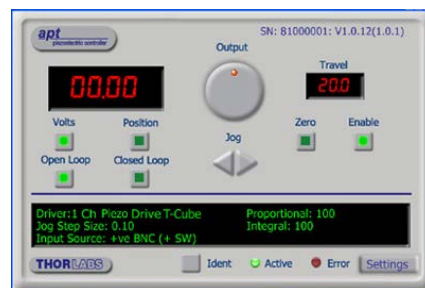 apt
piezoelectric controller
SN: 81000001: V1.0.12(1.0.1)
Output
Travel
00.00
20.0
Volts
Position
Zero
Enable
Open Loop
Closed Loop
Jog
Driver:1 Ch Piezo Drive T-Cube
Proportional: 100
Jog Step Size: 0.10
Integral: 100
Input Source: +ve BNC (+ SW)
THORLABS
Ident
Active
Error
Settings